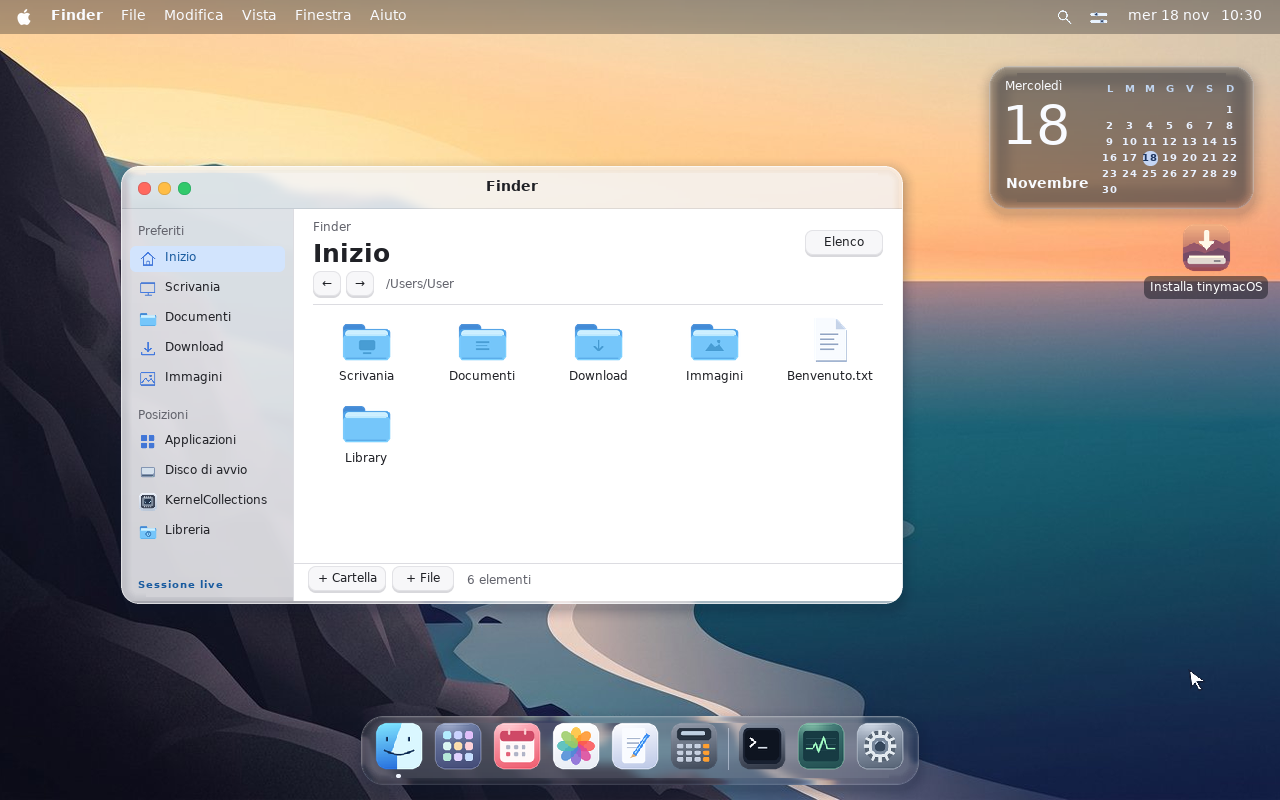 Finder File Modifica Vista Finestra Aiuto mer 18 nov 10:30
Mercoledì
18
Novembre
L M M G V S D
1
2 3 4 5 6 7 8
9 10 11 12 13 14 15
16 17 18 19 20 21 22
23 24 25 26 27 28 29
30
Installa tinymacOS
Finder
Preferiti
Inizio
Scrivania
Documenti
Download
Immagini
Posizioni
Applicazioni
Disco di avvio
KernelCollections
Libreria
Sessione live
Finder
Inizio
Elenco
← → /Users/User
Scrivania Documenti Download Immagini Benvenuto.txt
Library
+ Cartella + File 6 elementi
>_